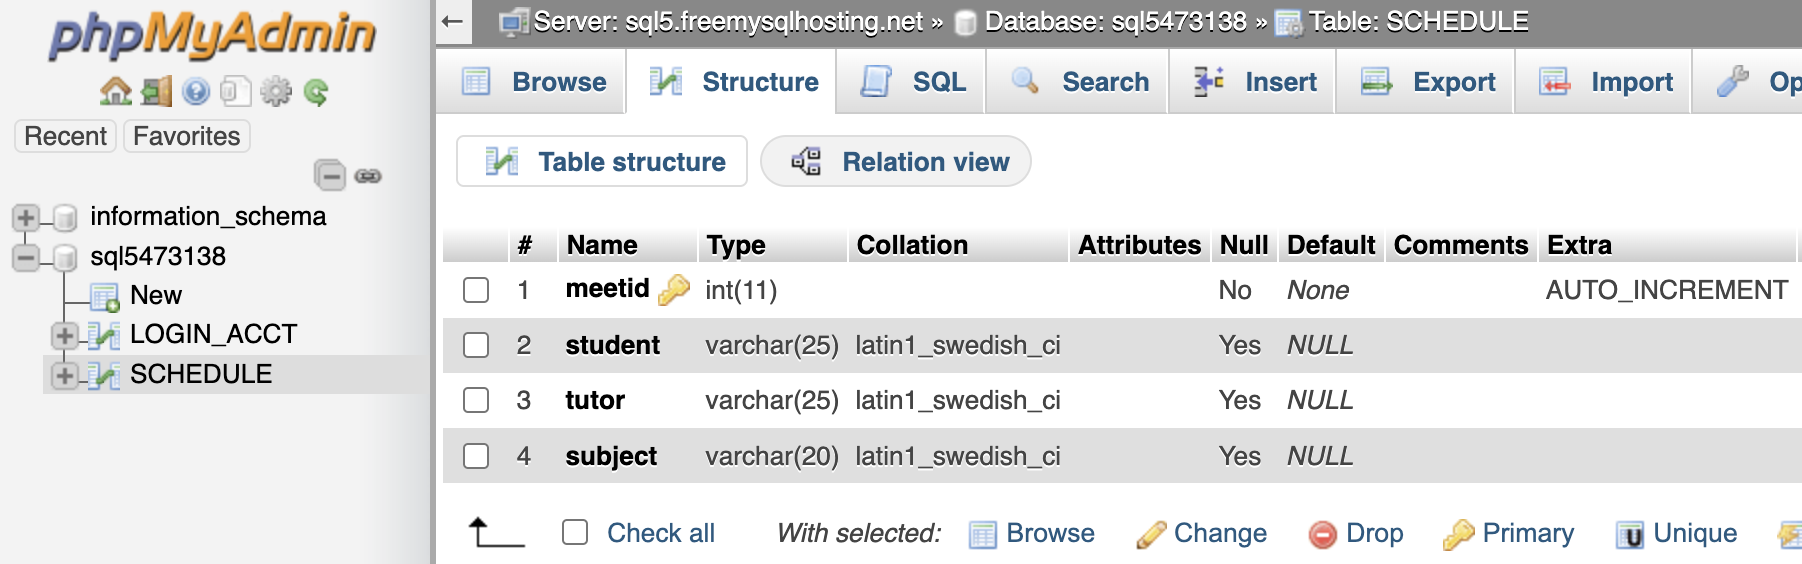 phpMyAdmin
Recent Favorites
information_schema
sql5473138
New
LOGIN_ACCT
SCHEDULE
Server: sql5.freemysqlhosting.net » Database: sql5473138 » Table: SCHEDULE
Browse Structure SQL Search Insert Export Import Op
Table structure Relation view
# Name Type Collation Attributes Null Default Comments Extra
1 meetid int(11) No None AUTO_INCREMENT
2 student varchar(25) latin1_swedish_ci Yes NULL
3 tutor varchar(25) latin1_swedish_ci Yes NULL
4 subject varchar(20) latin1_swedish_ci Yes NULL
Check all With selected: Browse Change Drop Primary Unique